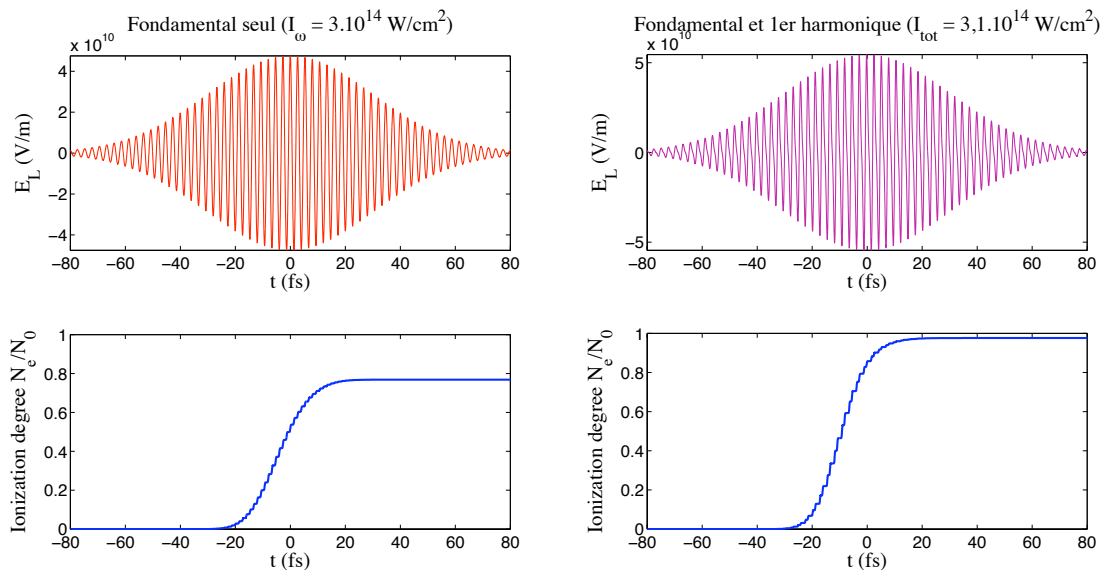 Fondamental seul (I_ω = 3.10^14 W/cm^2)
× 10^10
4
2
0
−2
−4
E_L (V/m)
−80 −60 −40 −20 0 20 40 60 80
t (fs)
Fondamental et 1er harmonique (I_tot = 3,1.10^14 W/cm^2)
× 10^10
5
0
−5
E_L (V/m)
−80 −60 −40 −20 0 20 40 60 80
t (fs)
1
0.8
0.6
0.4
0.2
0
Ionization degree N_e/N_0
−80 −60 −40 −20 0 20 40 60 80
t (fs)
1
0.8
0.6
0.4
0.2
0
Ionization degree N_e/N_0
−80 −60 −40 −20 0 20 40 60 80
t (fs)